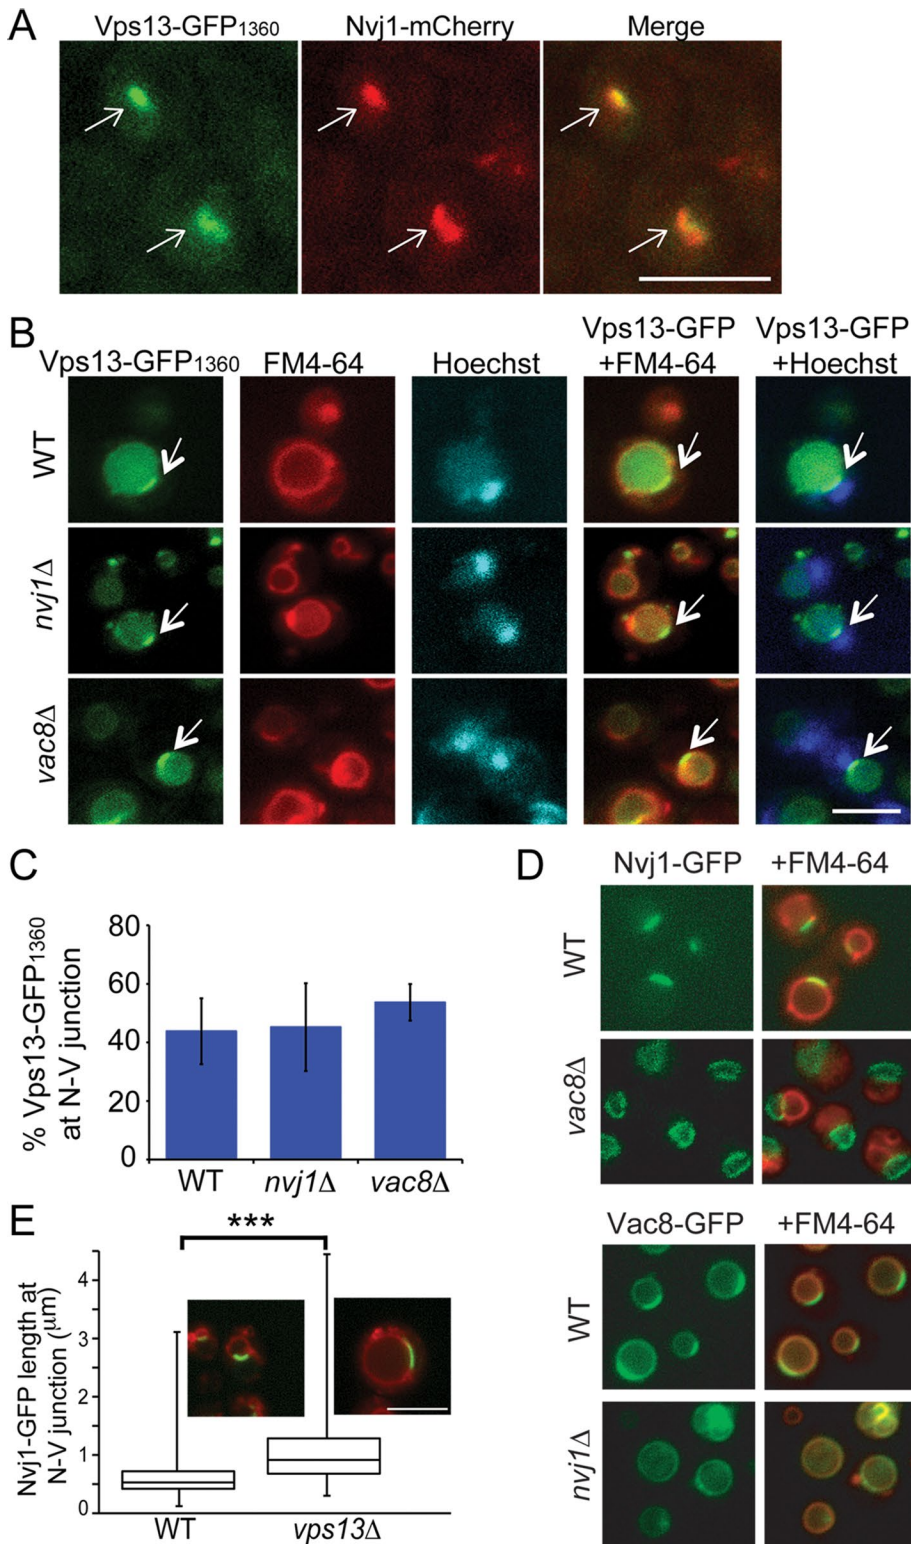 A
Vps13-GFP1360 Nvj1-mCherry Merge
B
Vps13-GFP1360 FM4-64 Hoechst Vps13-GFP +FM4-64 Vps13-GFP +Hoechst
WT
nvj1Δ
vac8Δ
C
% Vps13-GFP1360
at N-V junction
80
60
40
20
0
WT nvj1Δ vac8Δ
D
Nvj1-GFP +FM4-64
WT
vac8Δ
Vac8-GFP +FM4-64
WT
nvj1Δ
E
***
Nvj1-GFP length at
N-V junction (μm)
4
3
2
1
0
WT vps13Δ